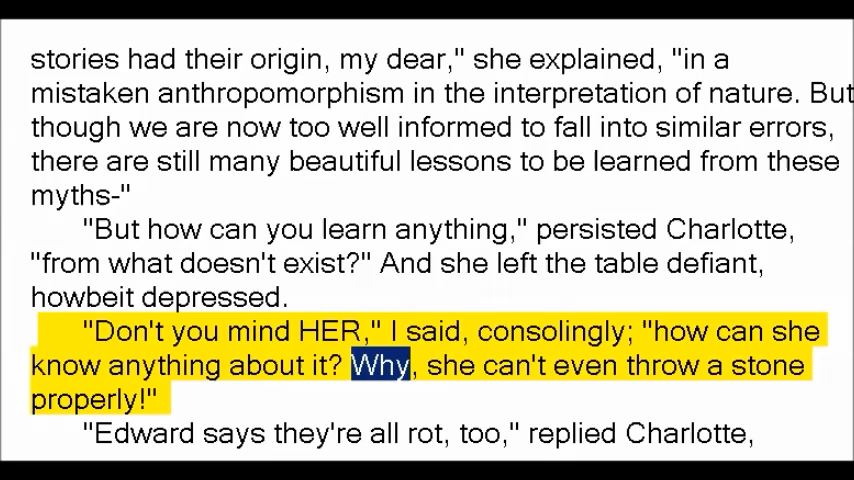 stories had their origin, my dear," she explained, "in a
mistaken anthropomorphism in the interpretation of nature. But
though we are now too well informed to fall into similar errors,
there are still many beautiful lessons to be learned from these
myths-"
"But how can you learn anything," persisted Charlotte,
"from what doesn't exist?" And she left the table defiant,
howbeit depressed.
"Don't you mind HER," I said, consolingly; "how can she
know anything about it? Why, she can't even throw a stone
properly!"
"Edward says they're all rot, too," replied Charlotte,